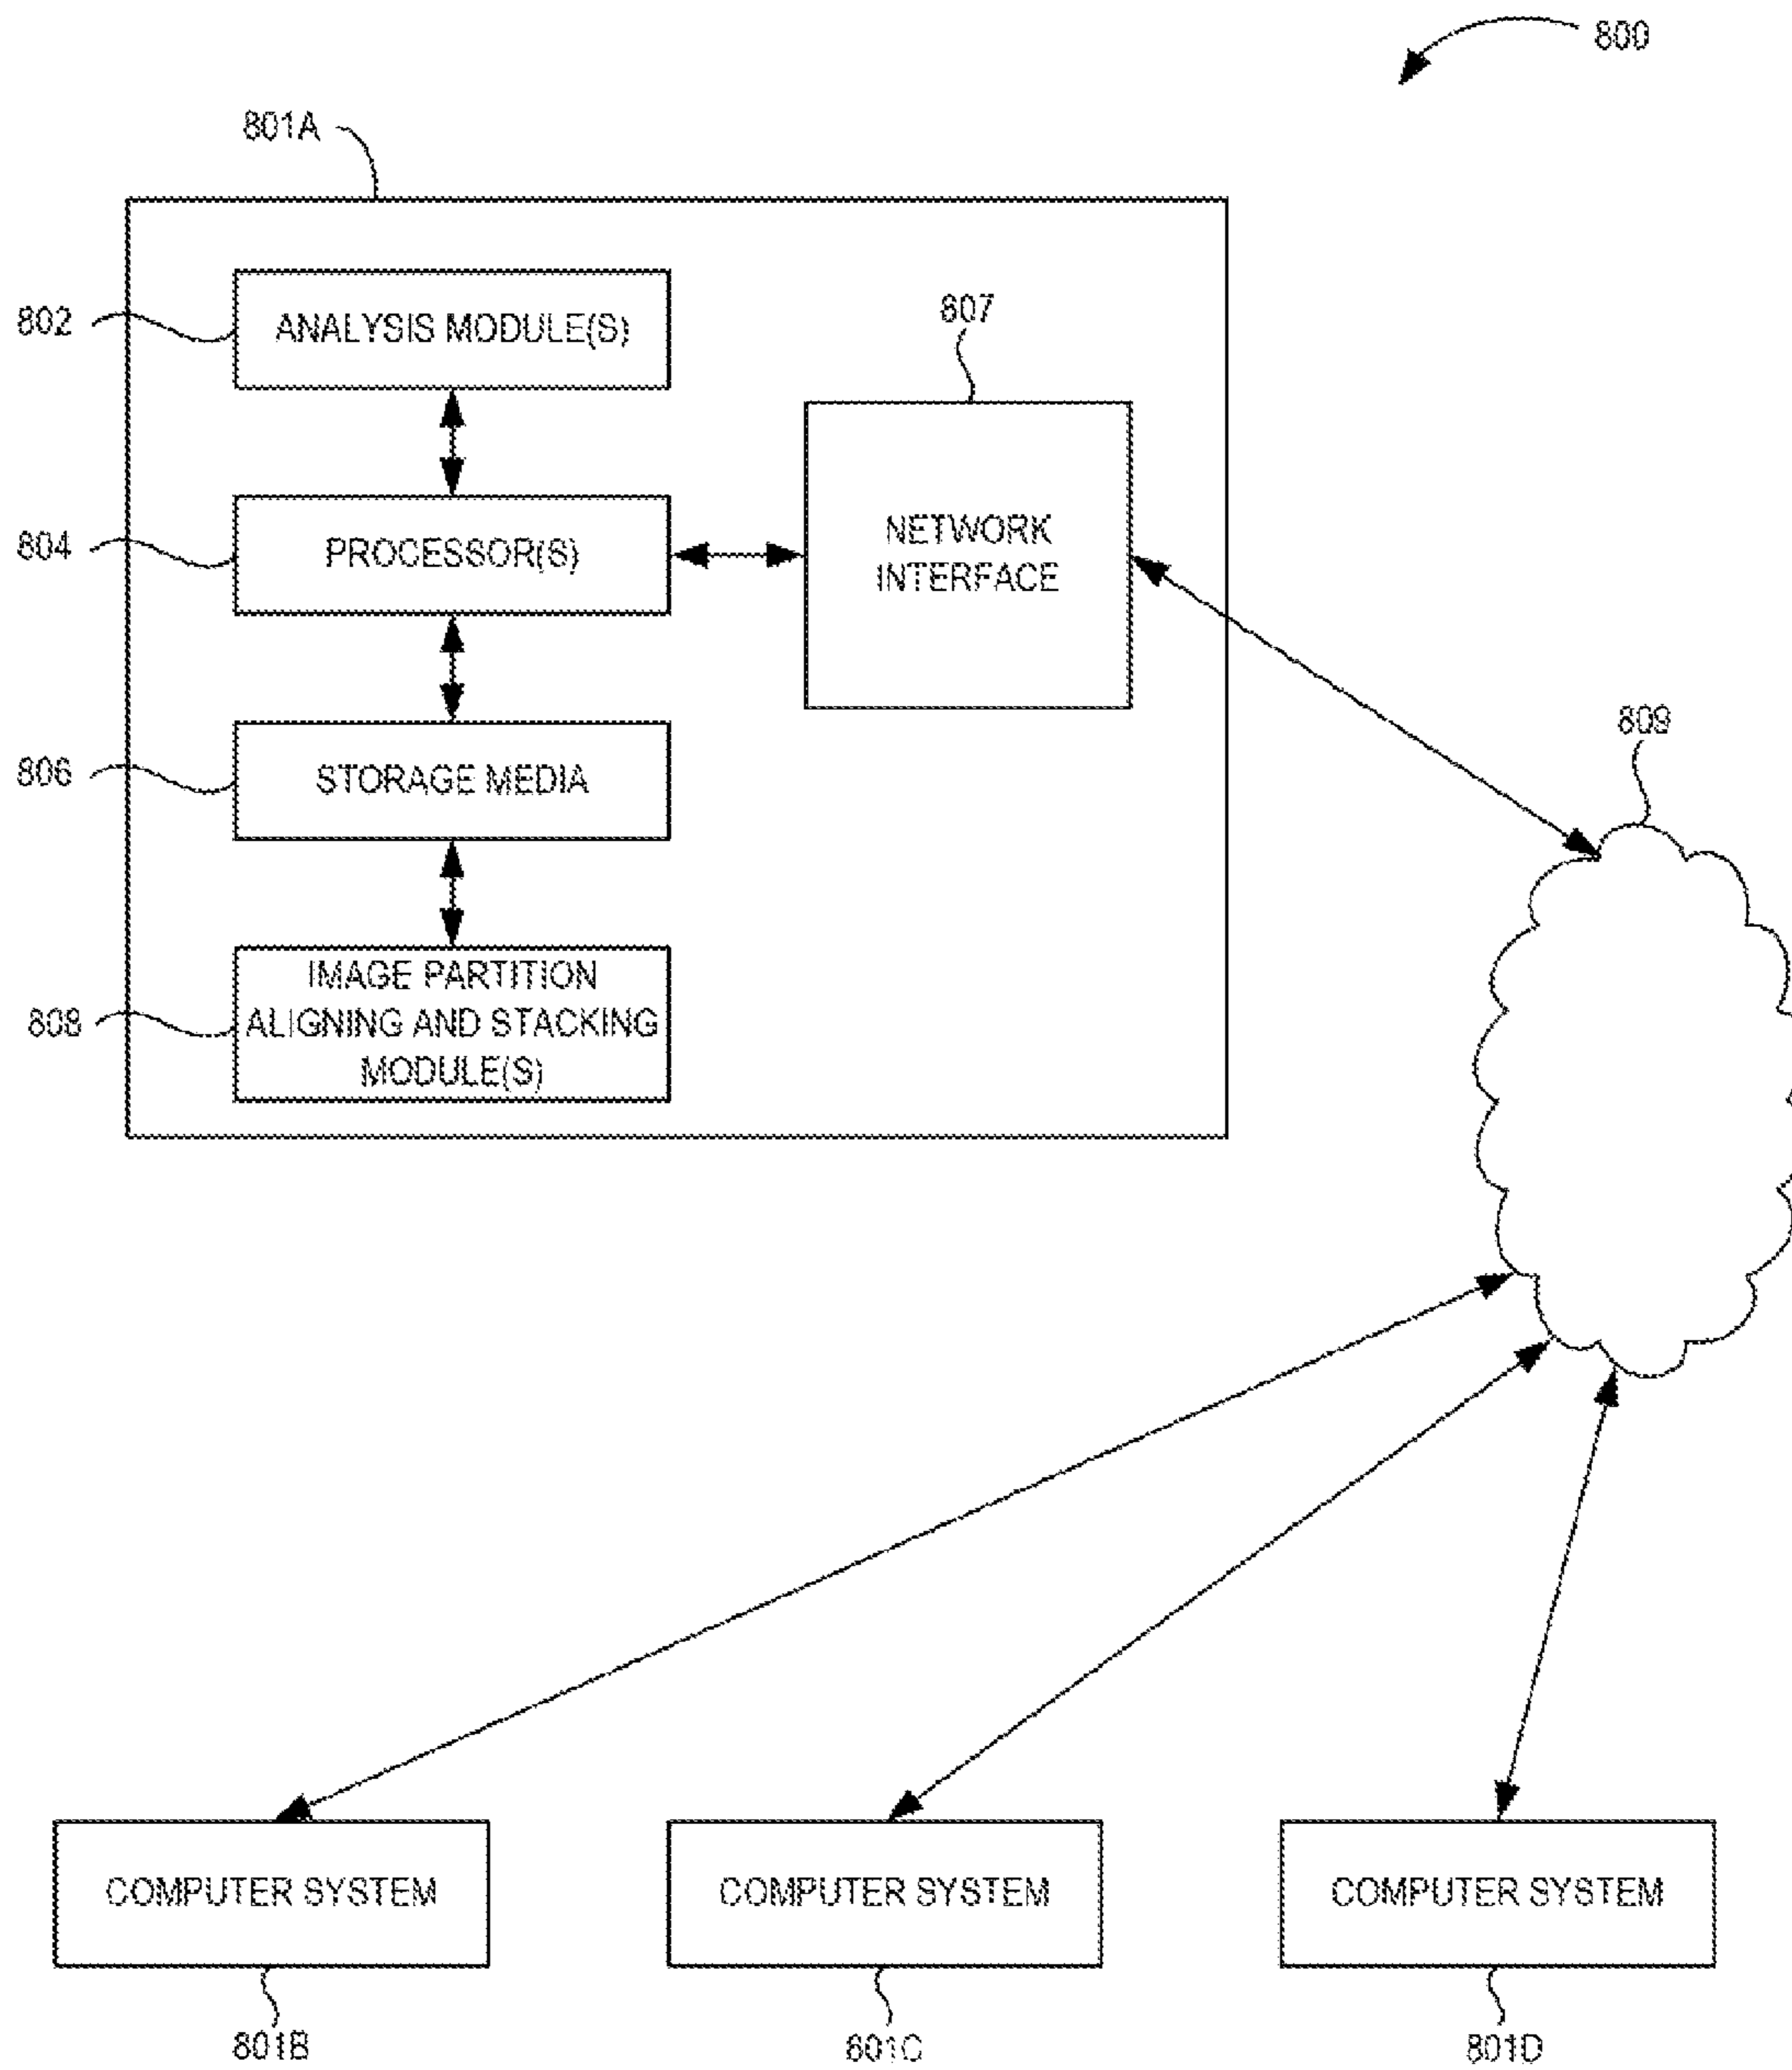 800
801A
802
ANALYSIS MODULE(S)
807
804
PROCESSOR(S)
NETWORK
INTERFACE
806
STORAGE MEDIA
809
808
IMAGE PARTITION
ALIGNING AND STACKING
MODULE(S)
COMPUTER SYSTEM
COMPUTER SYSTEM
COMPUTER SYSTEM
801B
801C
801D